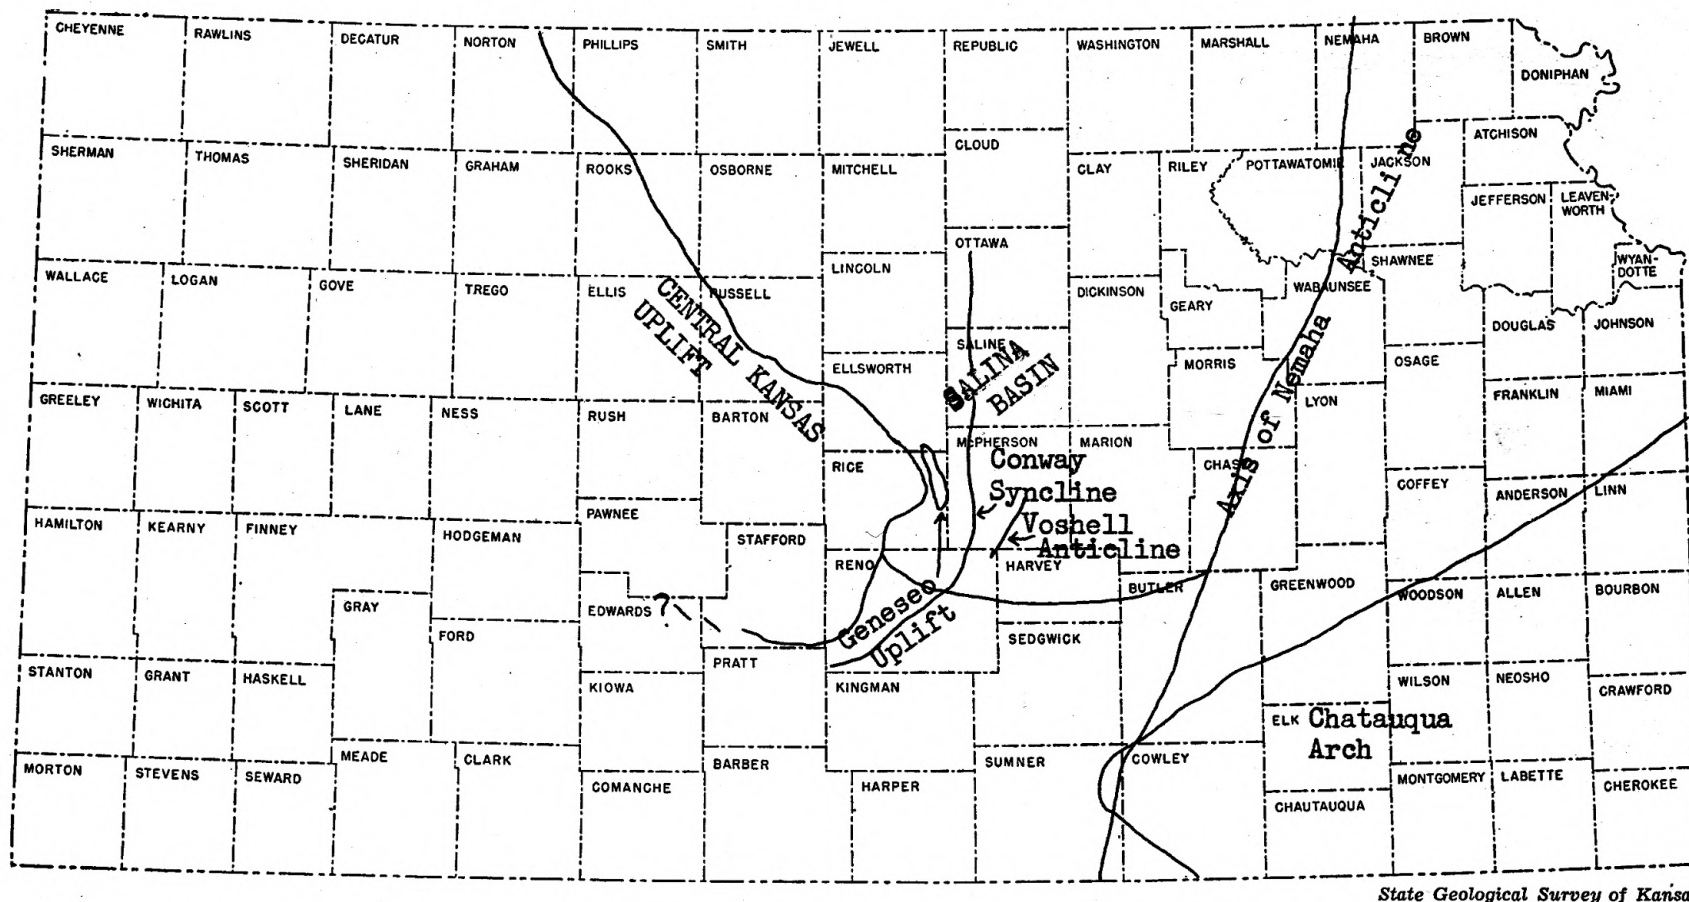 CHEYENNE
RAWLINS
DECATUR
NORTON
PHILLIPS
SMITH
JEWELL
REPUBLIC
WASHINGTON
MARSHALL
NEMAHA
BROWN
DONIPHAN
SHERMAN
THOMAS
SHERIDAN
GRAHAM
ROOKS
OSBORNE
MITCHELL
CLOUD
CLAY
RILEY
POTTAWATOMIE
JACKSON
ATCHISON
JEFFERSON
LEAVEN-
WORTH
WALLACE
LOGAN
GOVE
TREGO
ELLIS
RUSSELL
LINCOLN
OTTAWA
DICKINSON
GEARY
WABAUNSEE
SHAWNEE
WYAN-
DOTTE
DOUGLAS
JOHNSON
CENTRAL KANSAS
UPLIFT
SALINE
SALINA
BASIN
ELLSWORTH
MORRIS
OSAGE
Axis of Nemaha Anticline
GREELEY
WICHITA
SCOTT
LANE
NESS
RUSH
BARTON
RICE
MCPHERSON
MARION
CHASE
LYON
FRANKLIN
MIAMI
Conway
Syncline
Voshell
Anticline
COFFEY
ANDERSON
LINN
HAMILTON
KEARNY
FINNEY
HODGEMAN
PAWNEE
STAFFORD
RENO
HARVEY
BUTLER
GREENWOOD
WOODSON
ALLEN
BOURBON
GRAY
FORD
EDWARDS
?
Geneseo
Uplift
SEDGWICK
STANTON
GRANT
HASKELL
KIOWA
PRATT
KINGMAN
WILSON
NEOSHO
CRAWFORD
ELK
Chatauqua
Arch
MORTON
STEVENS
SEWARD
MEADE
CLARK
COMANCHE
BARBER
HARPER
SUMNER
COWLEY
CHAUTAUQUA
MONTGOMERY
LABETTE
CHEROKEE
State Geological Survey of Kansa